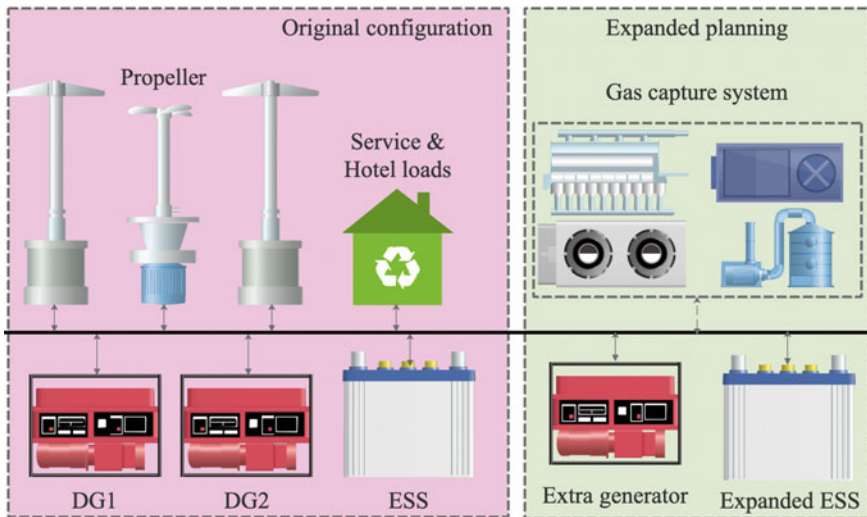 Original configuration
Expanded planning
Propeller
Gas capture system
Service &
Hotel loads
DG1
DG2
ESS
Extra generator
Expanded ESS